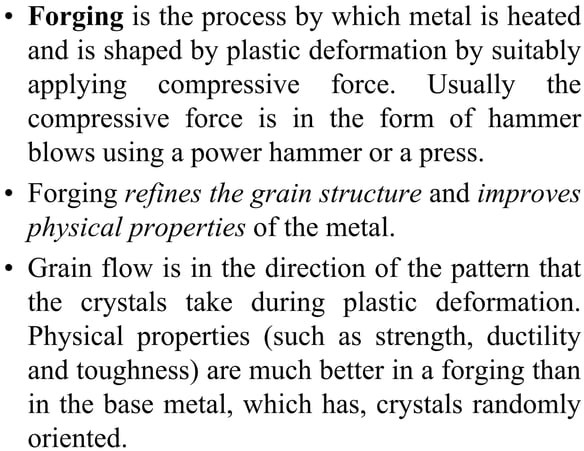 • Forging is the process by which metal is heated
and is shaped by plastic deformation by suitably
applying compressive force. Usually the
compressive force is in the form of hammer
blows using a power hammer or a press.
• Forging refines the grain structure and improves
physical properties of the metal.
• Grain flow is in the direction of the pattern that
the crystals take during plastic deformation.
Physical properties (such as strength, ductility
and toughness) are much better in a forging than
in the base metal, which has, crystals randomly
oriented.